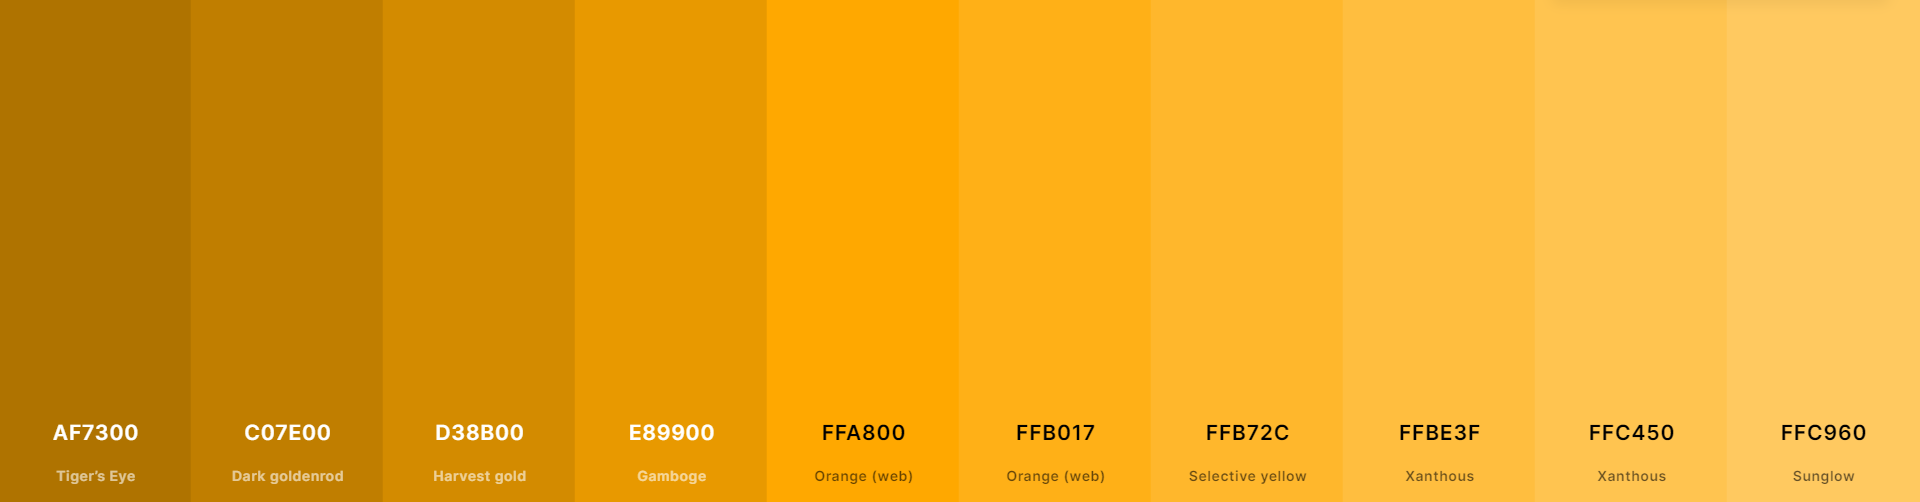 AF7300
Tiger’s Eye
C07E00
Dark goldenrod
D38B00
Harvest gold
E89900
Gamboge
FFA800
Orange (web)
FFB017
Orange (web)
FFB72C
Selective yellow
FFBE3F
Xanthous
FFC450
Xanthous
FFC960
Sunglow